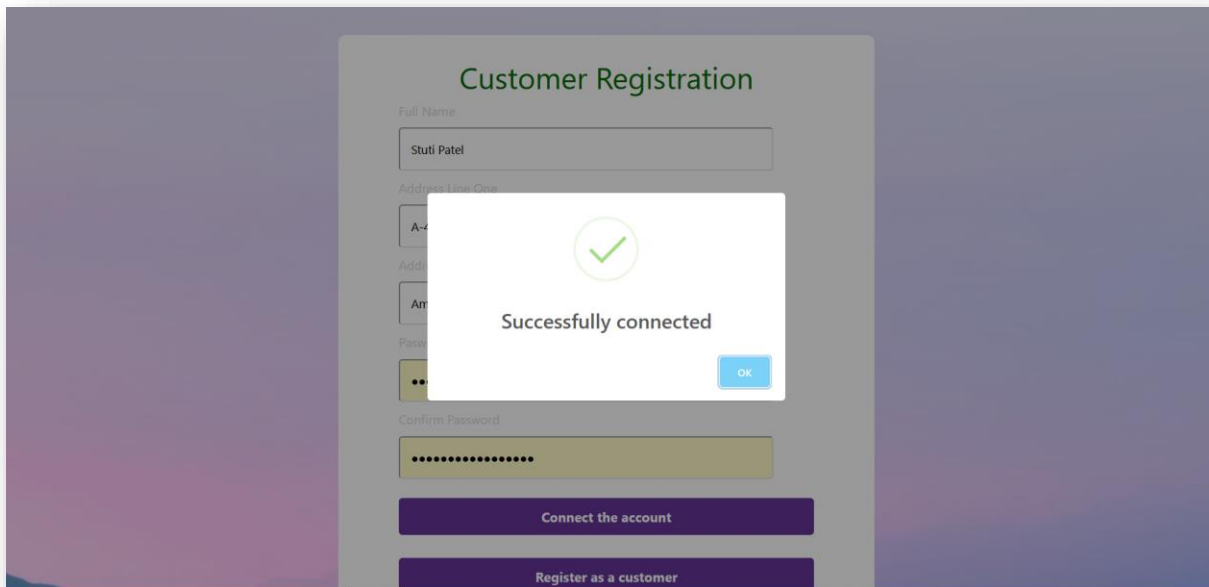 Customer Registration
Full Name
Stuti Patel
Address Line One
Successfully connected
OK
Confirm Password
•••••••••••••••••
Connect the account
Register as a customer